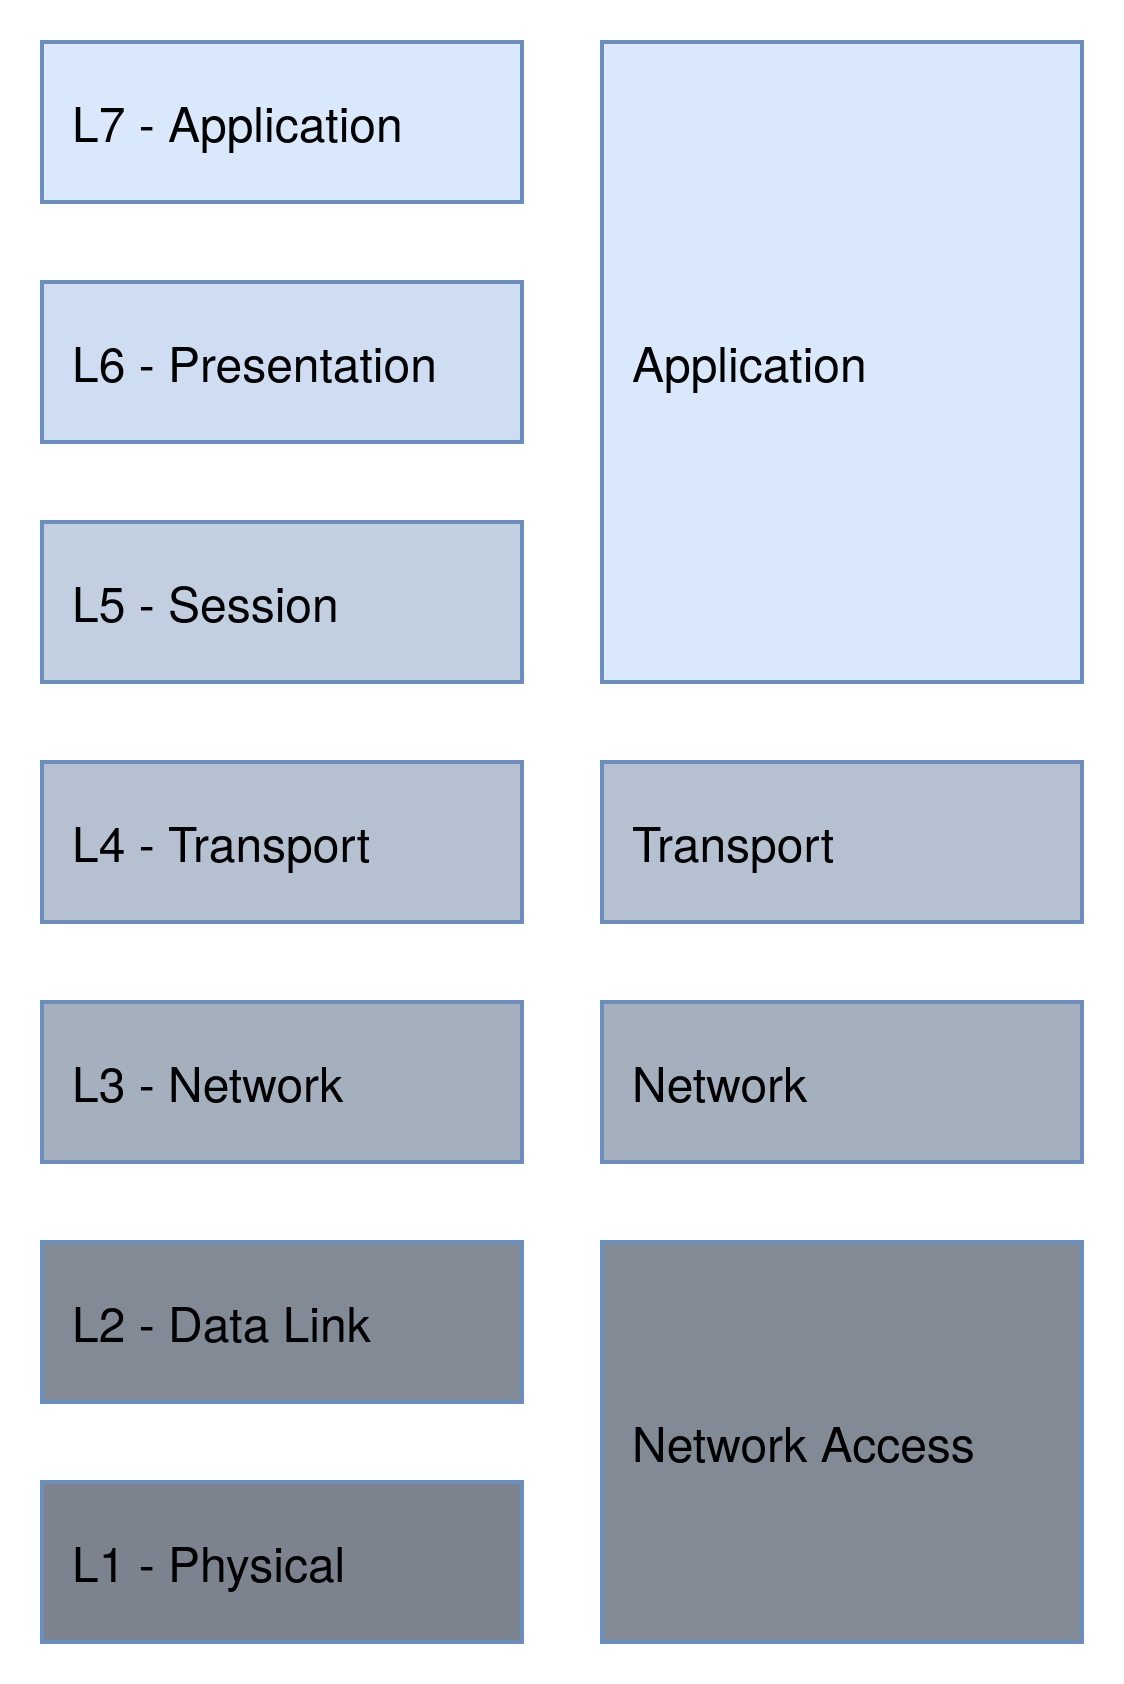 L7 - Application
L6 - Presentation
L5 - Session
L4 - Transport
L3 - Network
L2 - Data Link
L1 - Physical
Application
Transport
Network
Network Access